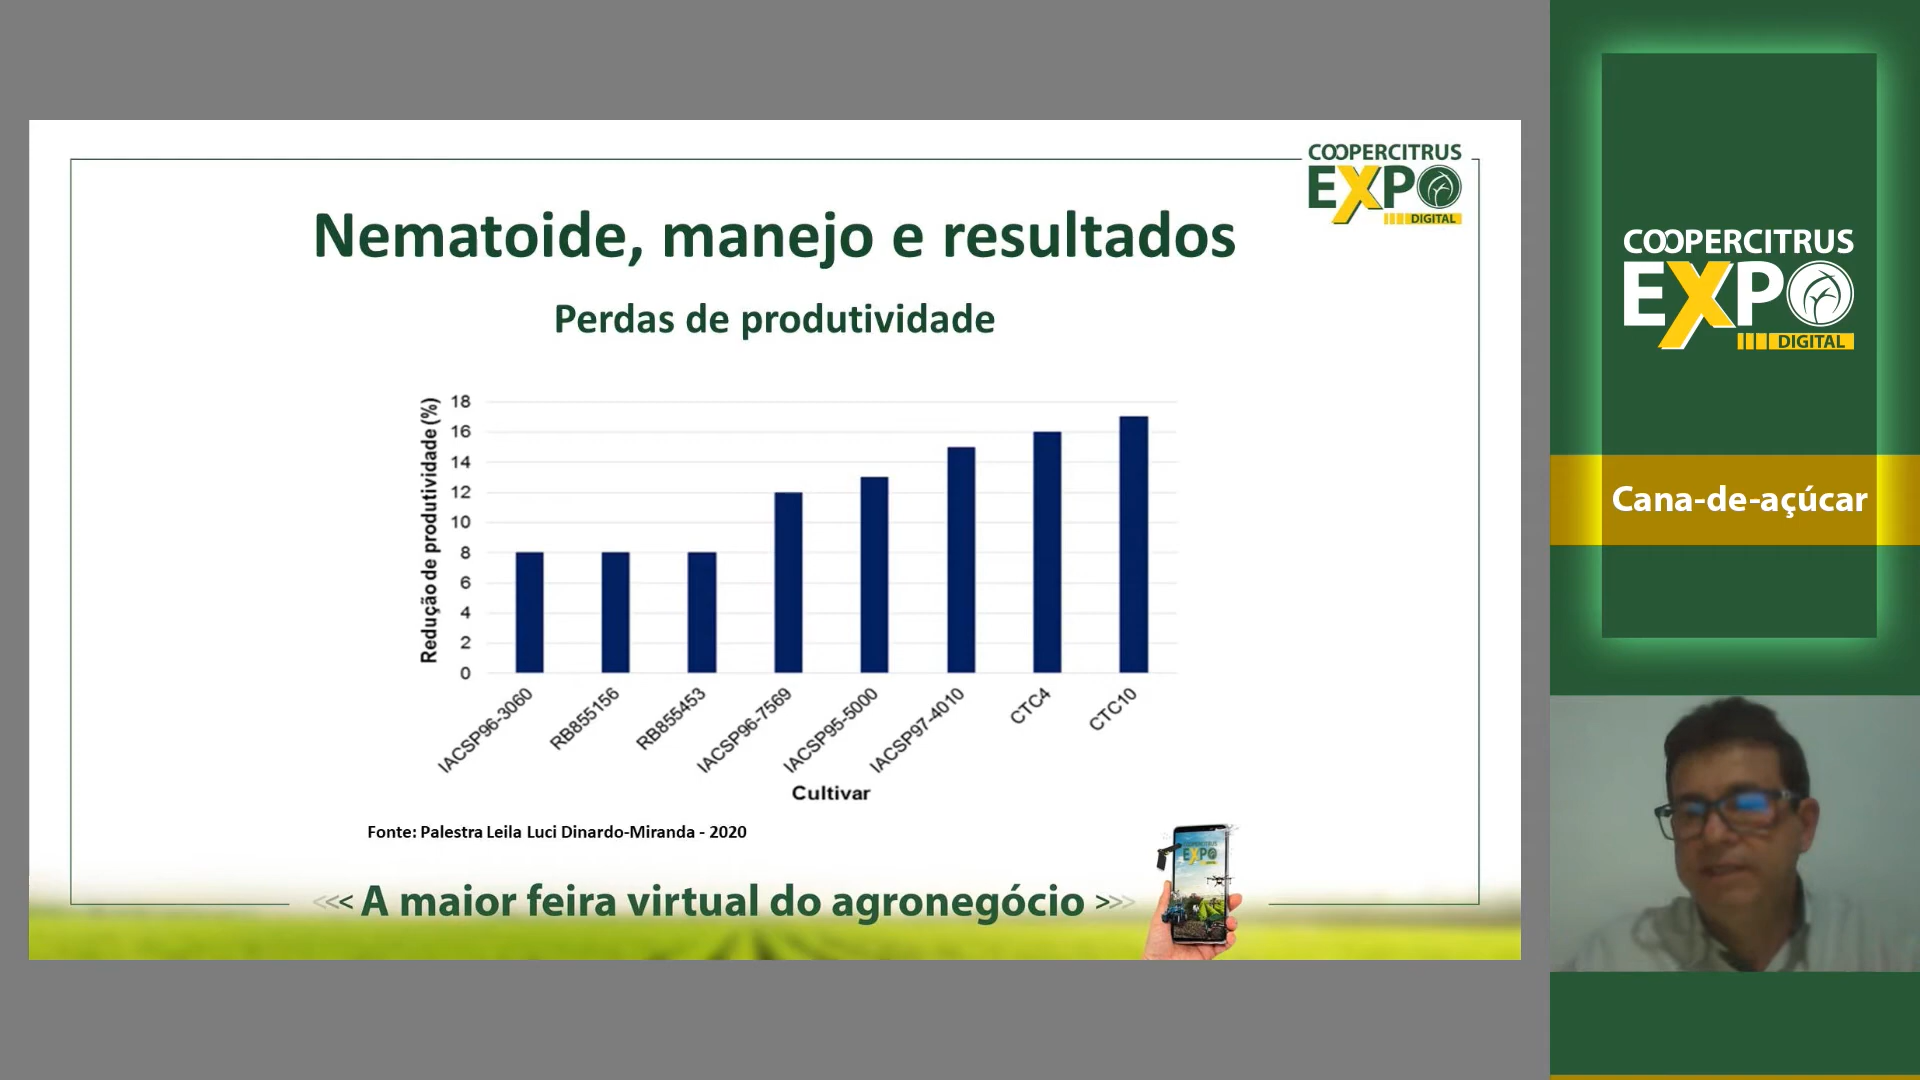 COOPERCITRUS
EXPO
DIGITAL
Nematoide, manejo e resultados
Perdas de produtividade
Redução de produtividade (%)
18
16
14
12
10
8
6
4
2
0
IACSP96-3060
RB855156
RB855453
IACSP96-7569
IACSP95-5000
IACSP97-4010
CTC4
CTC10
Cultivar
Fonte: Palestra Leila Luci Dinardo-Miranda - 2020
<<< A maior feira virtual do agronegócio >>>
EXPO
COOPERCITRUS
EXPO
DIGITAL
Cana-de-açúcar